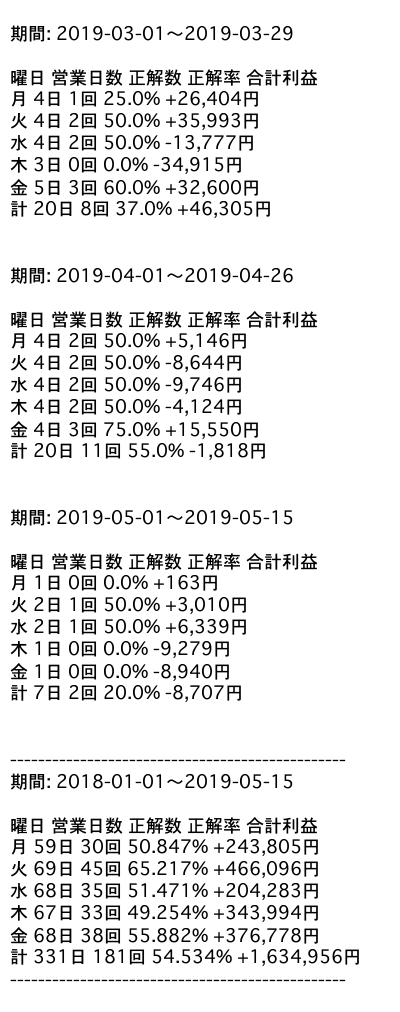 期間: 2019-03-01〜2019-03-29
曜日 営業日数 正解数 正解率 合計利益
月 4日 1回 25.0% +26,404円
火 4日 2回 50.0% +35,993円
水 4日 2回 50.0% -13,777円
木 3日 0回 0.0% -34,915円
金 5日 3回 60.0% +32,600円
計 20日 8回 37.0% +46,305円
期間: 2019-04-01〜2019-04-26
曜日 営業日数 正解数 正解率 合計利益
月 4日 2回 50.0% +5,146円
火 4日 2回 50.0% -8,644円
水 4日 2回 50.0% -9,746円
木 4日 2回 50.0% -4,124円
金 4日 3回 75.0% +15,550円
計 20日 11回 55.0% -1,818円
期間: 2019-05-01〜2019-05-15
曜日 営業日数 正解数 正解率 合計利益
月 1日 0回 0.0% +163円
火 2日 1回 50.0% +3,010円
水 2日 1回 50.0% +6,339円
木 1日 0回 0.0% -9,279円
金 1日 0回 0.0% -8,940円
計 7日 2回 20.0% -8,707円
------------------------------------------------
期間: 2018-01-01〜2019-05-15
曜日 営業日数 正解数 正解率 合計利益
月 59日 30回 50.847% +243,805円
火 69日 45回 65.217% +466,096円
水 68日 35回 51.471% +204,283円
木 67日 33回 49.254% +343,994円
金 68日 38回 55.882% +376,778円
計 331日 181回 54.534% +1,634,956円
------------------------------------------------